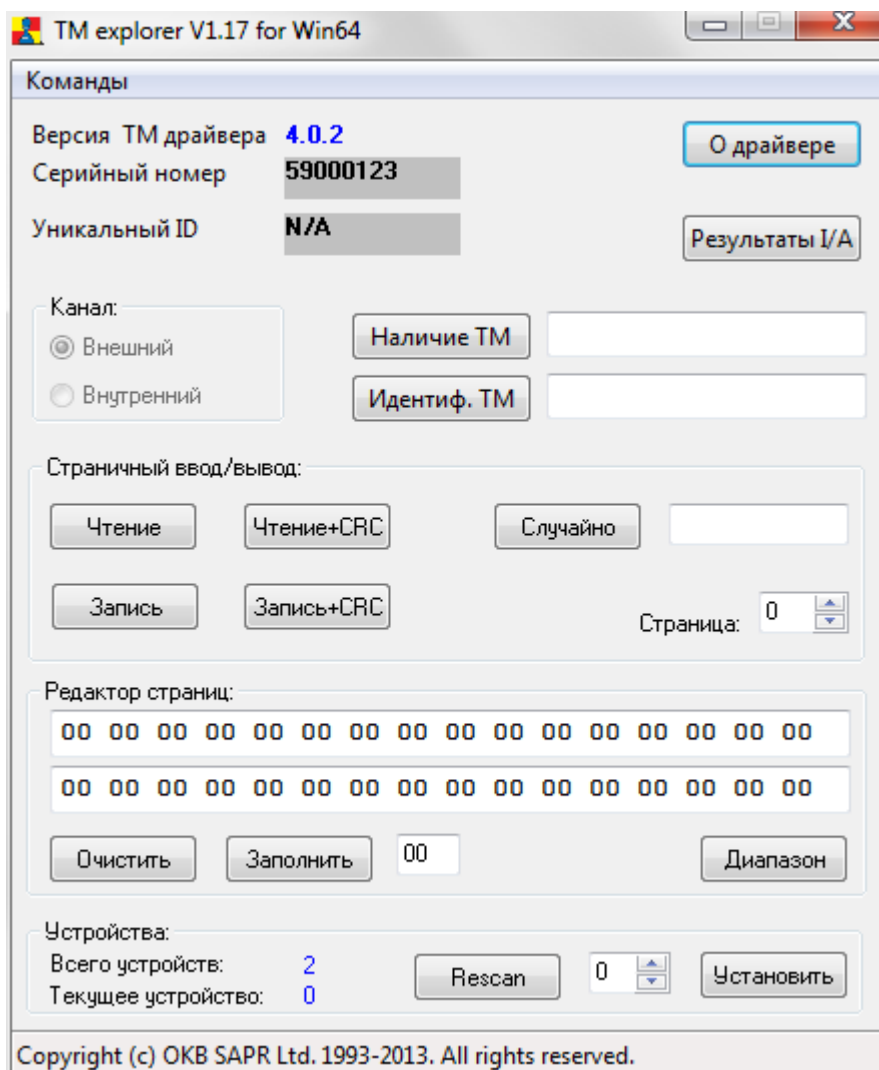 TM explorer V1.17 for Win64
Команды
Версия ТМ драйвера 4.0.2
О драйвере
Серийный номер 59000123
Уникальный ID N/A
Результаты I/A
Канал:
Внешний
Наличие ТМ
Внутренний
Идентиф. ТМ
Страничный ввод/вывод:
Чтение Чтение+CRC Случайно
Запись Запись+CRC
Страница: 0
Редактор страниц:
00 00 00 00 00 00 00 00 00 00 00 00 00 00 00 00
00 00 00 00 00 00 00 00 00 00 00 00 00 00 00 00
Очистить Заполнить 00 Диапазон
Устройства:
Всего устройств: 2
Rescan 0 Установить
Текущее устройство: 0
Copyright (c) OKB SAPR Ltd. 1993-2013. All rights reserved.